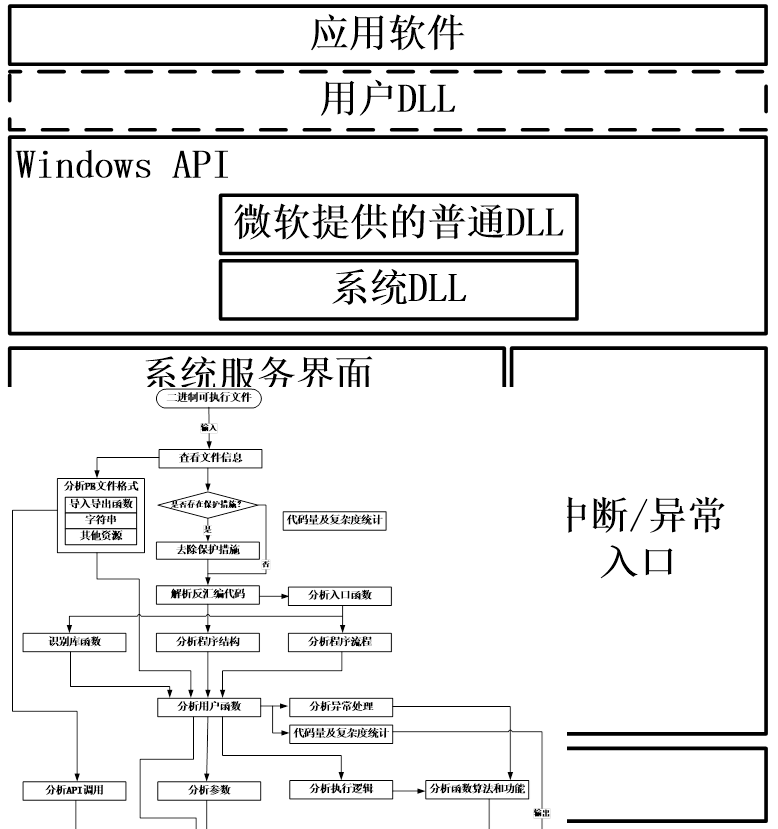 应用软件
用户DLL
Windows API
微软提供的普通DLL
系统DLL
系统服务界面
中断/异常
入口
二进制可执行文件
输入
查看文件信息
分析PE文件格式
导入导出函数
字符串
其他资源
是否存在保护措施?
代码量及复杂度统计
是
去除保护措施
否
解析反汇编代码
分析入口函数
识别库函数
分析程序结构
分析程序流程
分析用户函数
分析异常处理
代码量及复杂度统计
分析API调用
分析参数
分析执行逻辑
分析函数算法和功能
输出